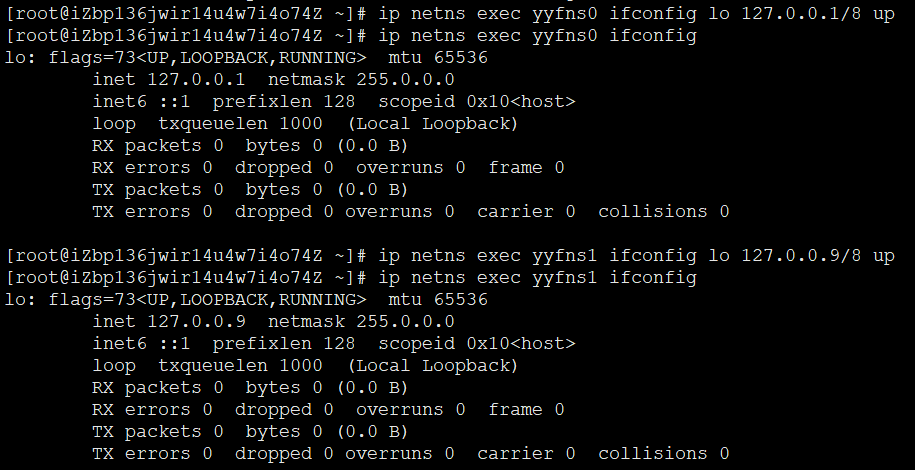 [root@iZbp136jwir14u4w7i4o74Z ~]# ip netns exec yyfns0 ifconfig lo 127.0.0.1/8 up
[root@iZbp136jwir14u4w7i4o74Z ~]# ip netns exec yyfns0 ifconfig
lo: flags=73<UP,LOOPBACK,RUNNING>  mtu 65536
        inet 127.0.0.1  netmask 255.0.0.0
        inet6 ::1  prefixlen 128  scopeid 0x10<host>
        loop  txqueuelen 1000  (Local Loopback)
        RX packets 0  bytes 0 (0.0 B)
        RX errors 0  dropped 0  overruns 0  frame 0
        TX packets 0  bytes 0 (0.0 B)
        TX errors 0  dropped 0 overruns 0  carrier 0  collisions 0

[root@iZbp136jwir14u4w7i4o74Z ~]# ip netns exec yyfns1 ifconfig lo 127.0.0.9/8 up
[root@iZbp136jwir14u4w7i4o74Z ~]# ip netns exec yyfns1 ifconfig
lo: flags=73<UP,LOOPBACK,RUNNING>  mtu 65536
        inet 127.0.0.9  netmask 255.0.0.0
        inet6 ::1  prefixlen 128  scopeid 0x10<host>
        loop  txqueuelen 1000  (Local Loopback)
        RX packets 0  bytes 0 (0.0 B)
        RX errors 0  dropped 0  overruns 0  frame 0
        TX packets 0  bytes 0 (0.0 B)
        TX errors 0  dropped 0 overruns 0  carrier 0  collisions 0